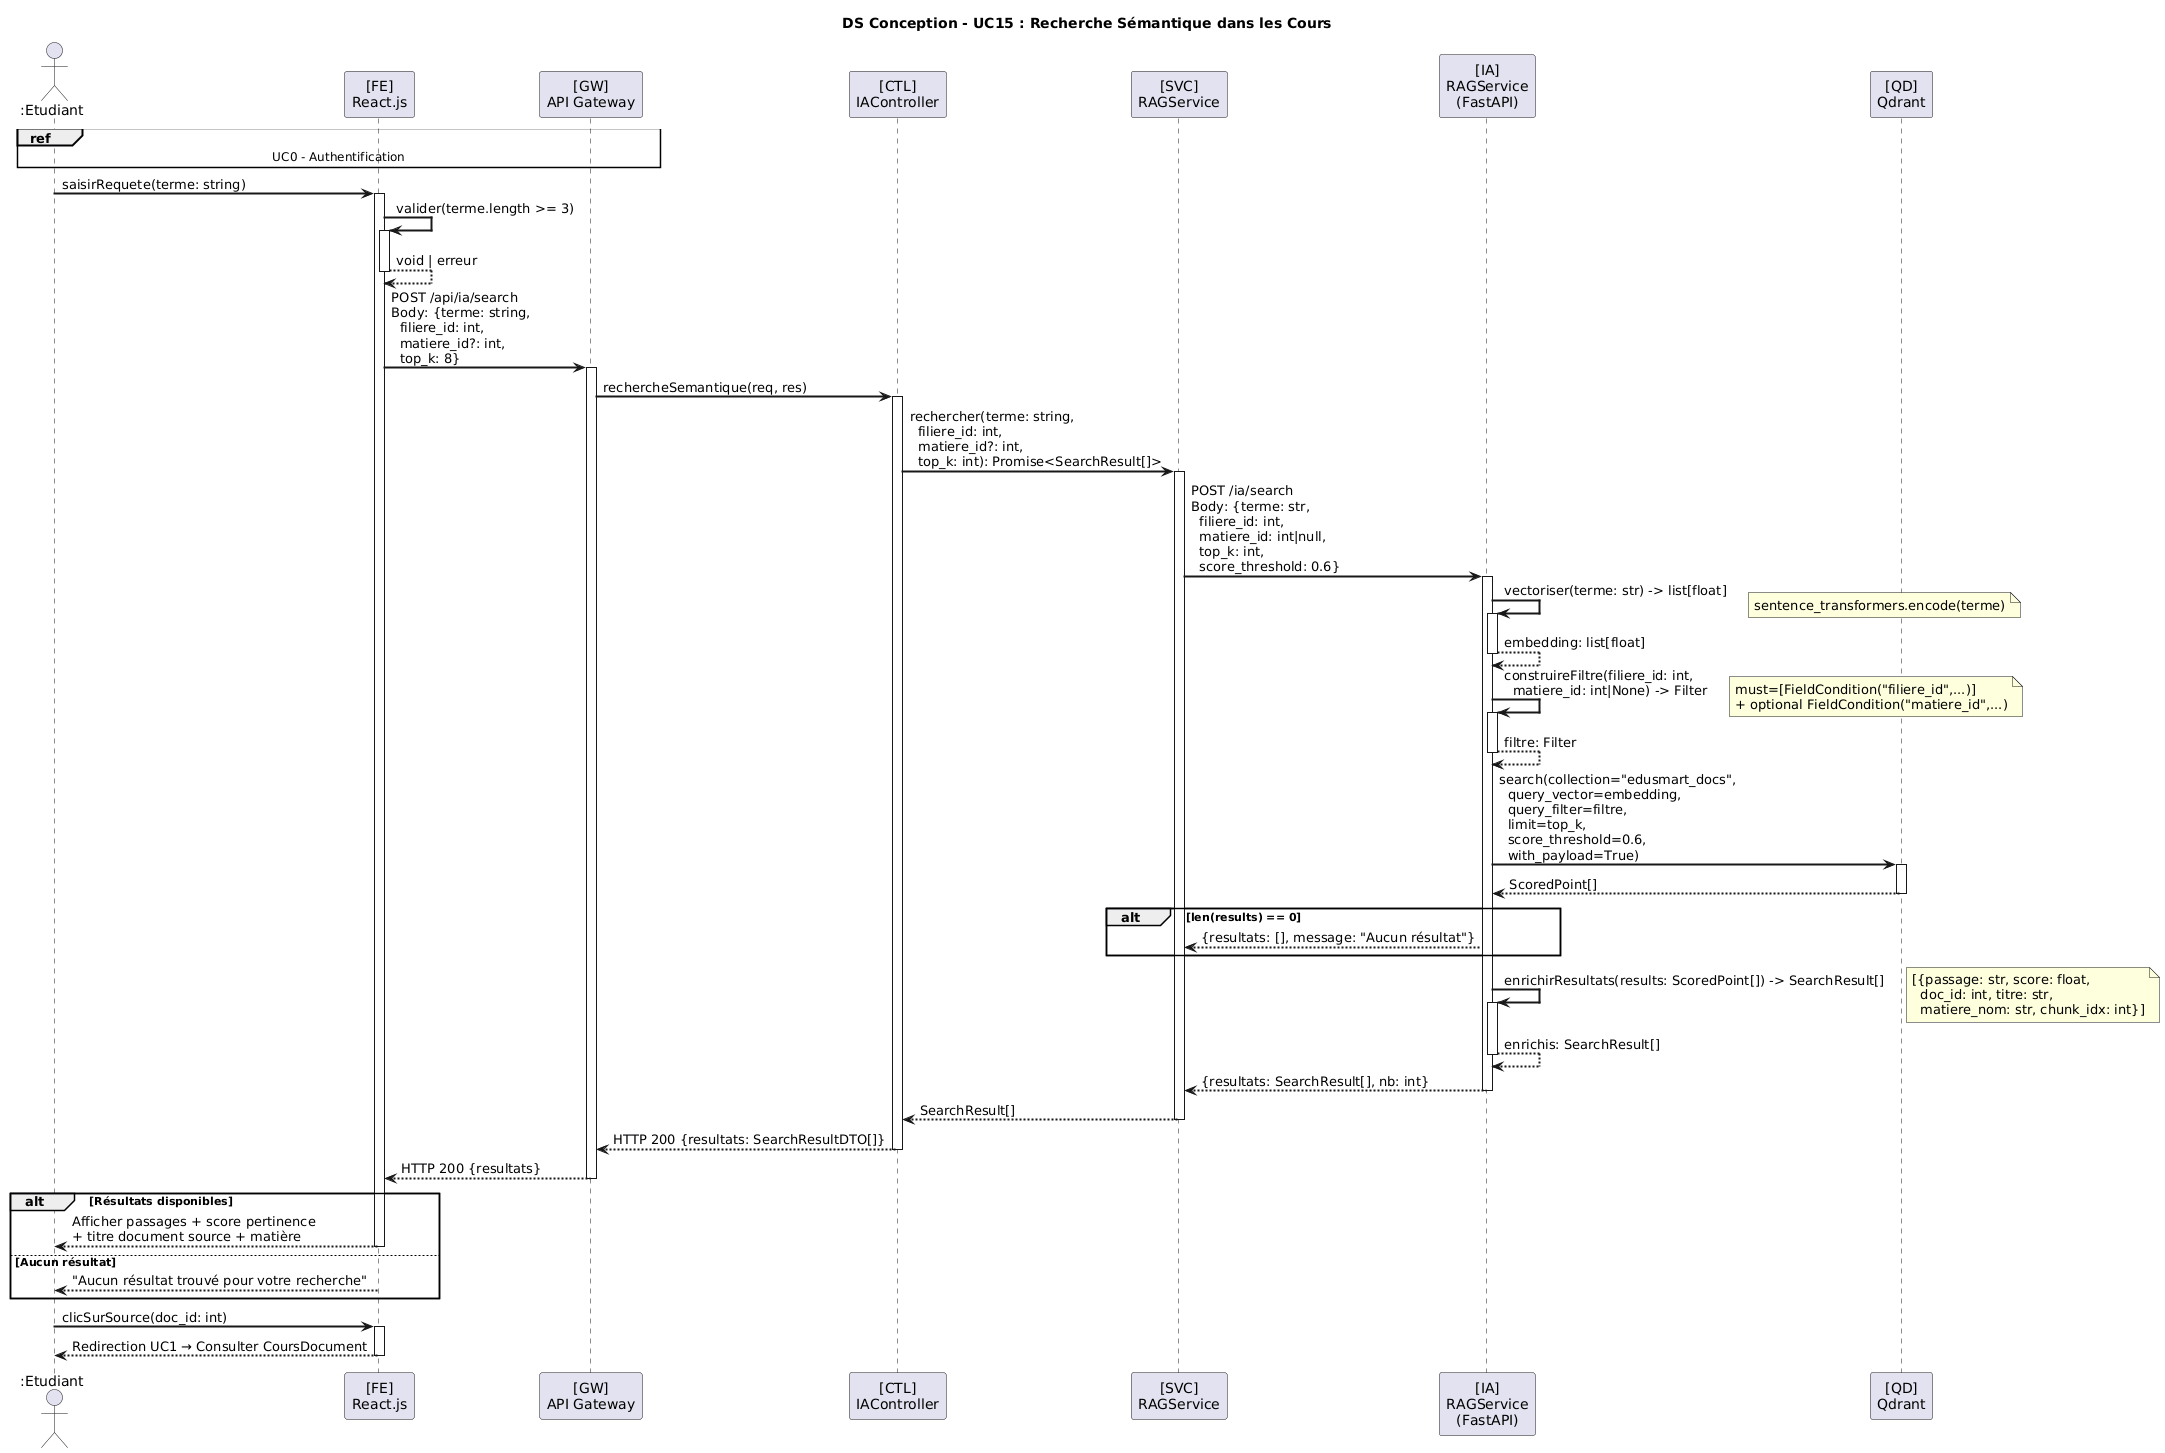 DS Conception - UC15 : Recherche Sémantique dans les Cours
:Etudiant
[FE]
React.js
[GW]
API Gateway
[CTL]
IAController
[SVC]
RAGService
[IA]
RAGService
(FastAPI)
[QD]
Qdrant
ref
UC0 - Authentification
saisirRequete(terme: string)
valider(terme.length >= 3)
void | erreur
POST /api/ia/search
Body: {terme: string,
filiere_id: int,
matiere_id?: int,
top_k: 8}
rechercheSemantique(req, res)
rechercher(terme: string,
filiere_id: int,
matiere_id?: int,
top_k: int): Promise<SearchResult[]>
POST /ia/search
Body: {terme: str,
filiere_id: int,
matiere_id: int|null,
top_k: int,
score_threshold: 0.6}
vectoriser(terme: str) -> list[float]
sentence_transformers.encode(terme)
embedding: list[float]
construireFiltre(filiere_id: int,
matiere_id: int|None) -> Filter
must=[FieldCondition("filiere_id",...)]
+ optional FieldCondition("matiere_id",...)
filtre: Filter
search(collection="edusmart_docs",
query_vector=embedding,
query_filter=filtre,
limit=top_k,
score_threshold=0.6,
with_payload=True)
ScoredPoint[]
alt
[len(results) == 0]
{resultats: [], message: "Aucun résultat"}
enrichirResultats(results: ScoredPoint[]) -> SearchResult[]
[{passage: str, score: float,
doc_id: int, titre: str,
matiere_nom: str, chunk_idx: int}]
enrichis: SearchResult[]
{resultats: SearchResult[], nb: int}
SearchResult[]
HTTP 200 {resultats: SearchResultDTO[]}
HTTP 200 {resultats}
alt
[Résultats disponibles]
Afficher passages + score pertinence
+ titre document source + matière
[Aucun résultat]
"Aucun résultat trouvé pour votre recherche"
clicSurSource(doc_id: int)
Redirection UC1 → Consulter CoursDocument
:Etudiant
[FE]
React.js
[GW]
API Gateway
[CTL]
IAController
[SVC]
RAGService
[IA]
RAGService
(FastAPI)
[QD]
Qdrant